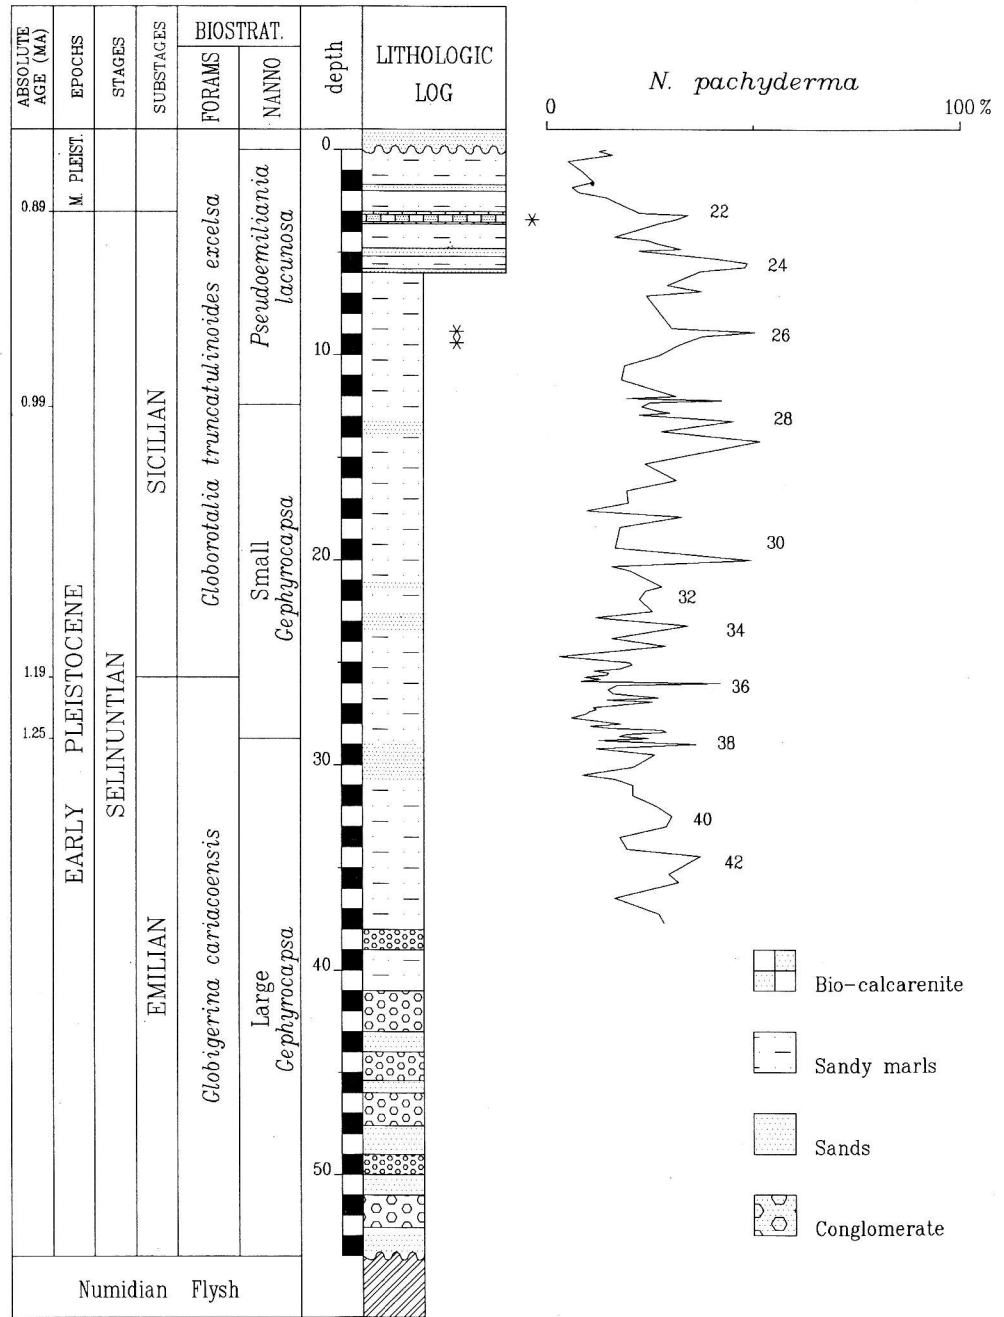 ABSOLUTE
AGE (MA)
EPOCHS
STAGES
SUBSTAGES
BIOSTRAT.
FORAMS
NANNO
depth
LITHOLOGIC
LOG
N. pachyderma
0
100 %
M. PLEIST.
EARLY PLEISTOCENE
SELINUNTIAN
SICILIAN
EMILIAN
Globorotalia truncatulinoides excelsa
Globigerina cariacoensis
Pseudoemiliania
lacunosa
Small
Gephyrocapsa
Large
Gephyrocapsa
0.89
0.99
1.19
1.25
0
10
20
30
40
50
22
24
26
28
30
32
34
36
38
40
42
Bio-calcarenite
Sandy marls
Sands
Conglomerate
Numidian Flysh